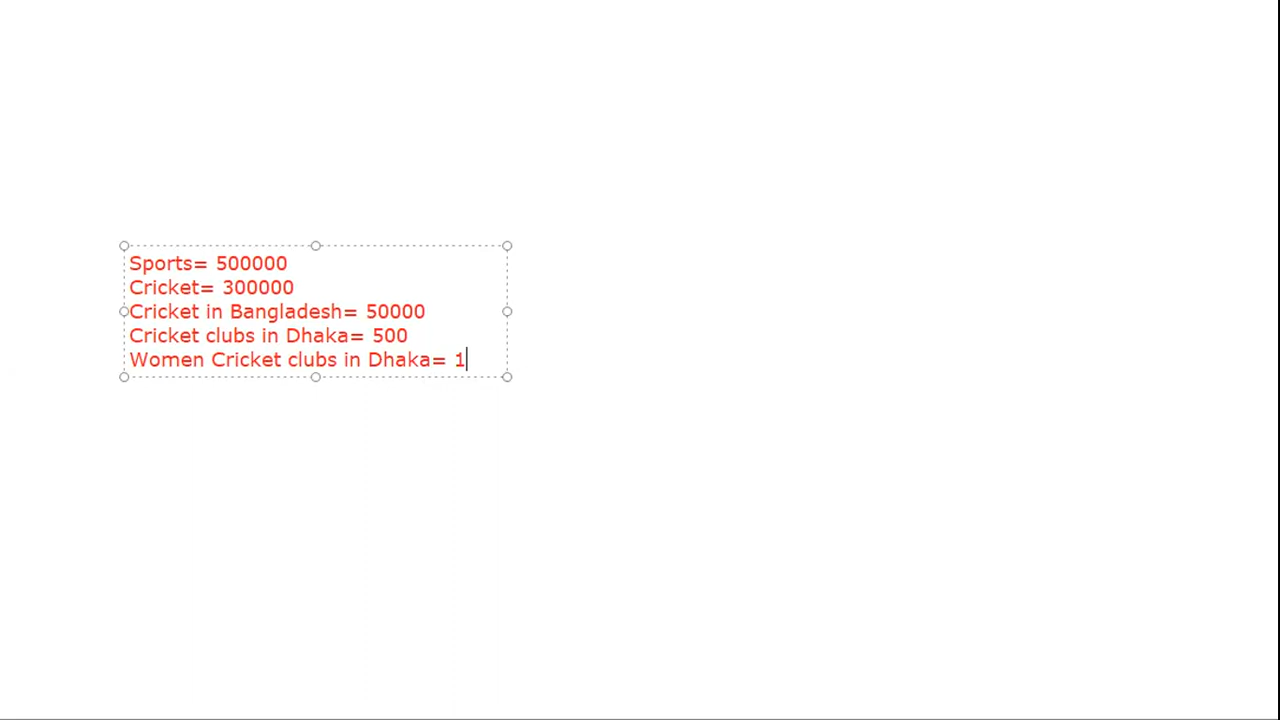 Sports= 500000
Cricket= 300000
Cricket in Bangladesh= 50000
Cricket clubs in Dhaka= 500
Women Cricket clubs in Dhaka= 1